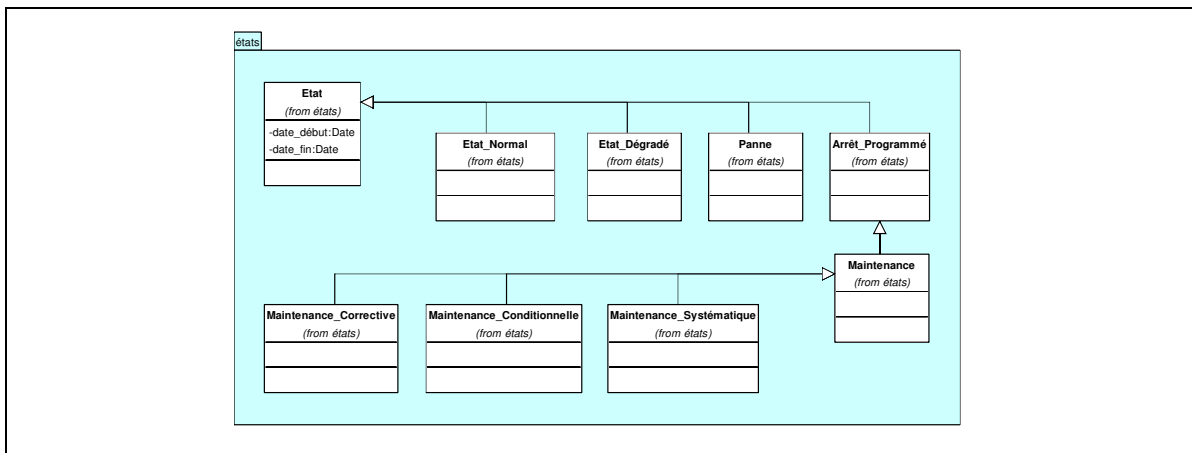 états
Etat
(from états)
-date_début:Date
-date_fin:Date
Etat_Normal
(from états)
Etat_Dégradé
(from états)
Panne
(from états)
Arrêt_Programmé
(from états)
Maintenance
(from états)
Maintenance_Corrective
(from états)
Maintenance_Conditionnelle
(from états)
Maintenance_Systématique
(from états)